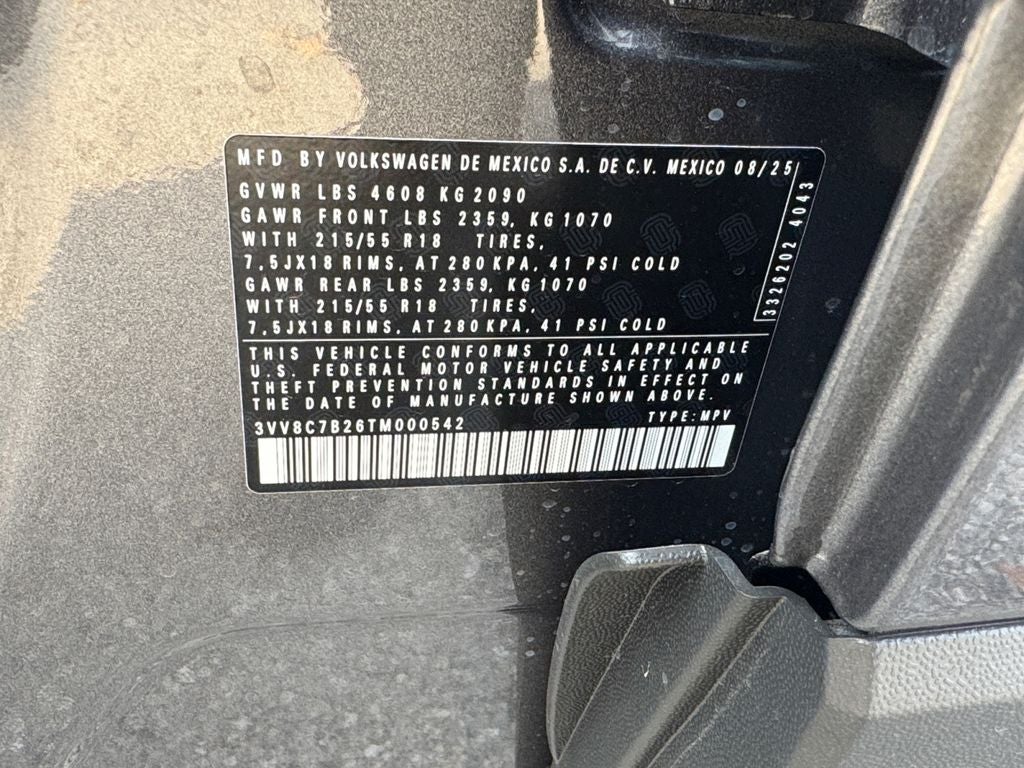 MFD BY VOLKSWAGEN DE MEXICO S.A. DE C.V. MEXICO 08/25
GVWR LBS 4608 KG 2090
GAWR FRONT LBS 2359, KG 1070
WITH 215/55 R18 TIRES,
7,5JX18 RIMS, AT 280 KPA, 41 PSI COLD
GAWR REAR LBS 2359, KG 1070
WITH 215/55 R18 TIRES,
7,5JX18 RIMS, AT 280 KPA, 41 PSI COLD
3326202 4043
THIS VEHICLE CONFORMS TO ALL APPLICABLE
U.S. FEDERAL MOTOR VEHICLE SAFETY AND
THEFT PREVENTION STANDARDS IN EFFECT ON
THE DATE OF MANUFACTURE SHOWN ABOVE.
3VV8C7B26TM000542 TYPE: MPV